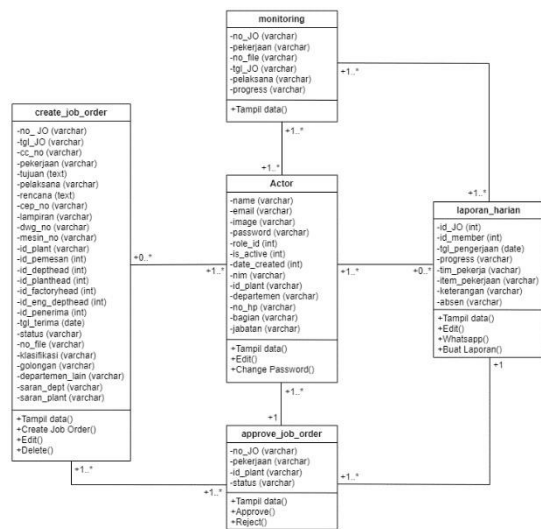 monitoring
-no_JO (varchar)
-pekerjaan (varchar)
-no_file (varchar)
-tgl_JO (varchar)
-pelaksana (varchar)
-progress (varchar)
+Tampil data()
+1..*
+1..*
create_job_order
-no_ JO (varchar)
-tgl_JO (varchar)
-cc_no (varchar)
-pekerjaan (varchar)
-tujuan (text)
-pelaksana (varchar)
-rencana (text)
-cep_no (varchar)
-lampiran (varchar)
-dwg_no (varchar)
-mesin_no (varchar)
-id_plant (varchar)
-id_pemesan (int)
-id_depthead (int)
-id_planthead (int)
-id_factoryhead (int)
-id_eng_depthead (int)
-id_penerima (int)
-tgl_terima (date)
-status (varchar)
-no_file (varchar)
-klasifikasi (varchar)
-golongan (varchar)
-departemen_lain (varchar)
-saran_dept (varchar)
-saran_plant (varchar)
+Tampil data()
+Create Job Order()
+Edit()
+Delete()
+0..*
+1..*
+1..*
Actor
-name (varchar)
-email (varchar)
-image (varchar)
-password (varchar)
-role_id (int)
-is_active (int)
-date_created (int)
-nim (varchar)
-id_plant (varchar)
-departemen (varchar)
-no_hp (varchar)
-bagian (varchar)
-jabatan (varchar)
+Tampil data()
+Edit()
+Change Password()
+1..*
+0..*
+1..*
laporan_harian
-id_JO (int)
-id_member (int)
-tgl_pengerjaan (date)
-progress (varchar)
-tim_pekerja (varchar)
-item_pekerjaan (varchar)
-keterangan (varchar)
-absen (varchar)
+Tampil data()
+Edit()
+Whatsapp()
+Buat Laporan()
+1
+1
approve_job_order
-no_JO (varchar)
-pekerjaan (varchar)
-id_plant (varchar)
-status (varchar)
+Tampil data()
+Approve()
+Reject()
+1..*
+1..*
+1..*